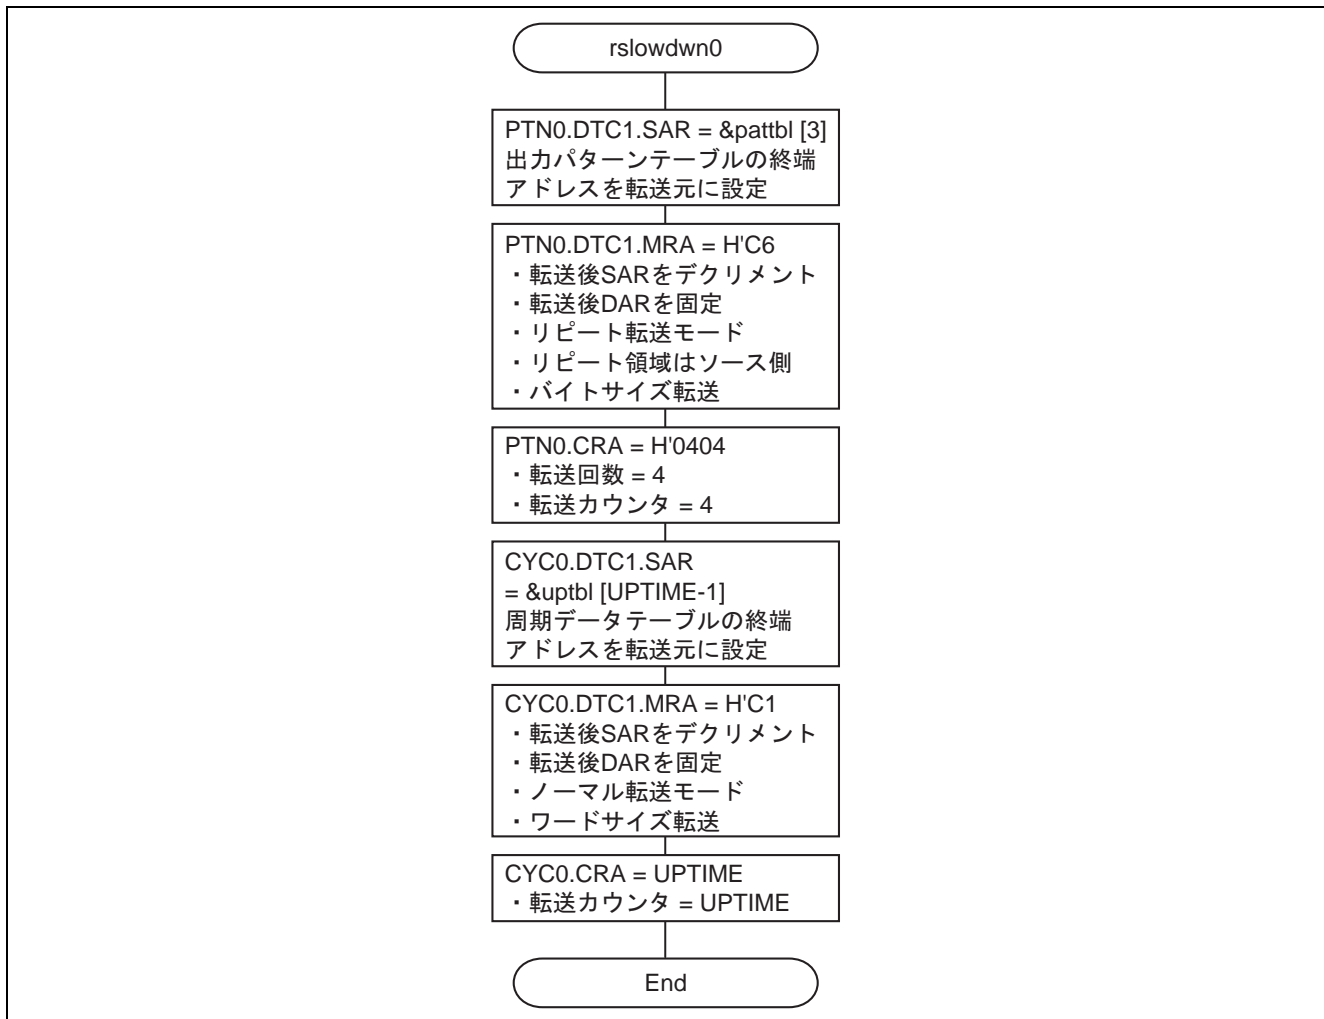 rslowdwn0
PTN0.DTC1.SAR = &pattbl [3]
出力パターンテーブルの終端
アドレスを転送元に設定
PTN0.DTC1.MRA = H'C6
・転送後SARをデクリメント
・転送後DARを固定
・リピート転送モード
・リピート領域はソース側
・バイトサイズ転送
PTN0.CRA = H'0404
・転送回数 = 4
・転送カウンタ = 4
CYC0.DTC1.SAR
= &uptbl [UPTIME-1]
周期データテーブルの終端
アドレスを転送元に設定
CYC0.DTC1.MRA = H'C1
・転送後SARをデクリメント
・転送後DARを固定
・ノーマル転送モード
・ワードサイズ転送
CYC0.CRA = UPTIME
・転送カウンタ = UPTIME
End